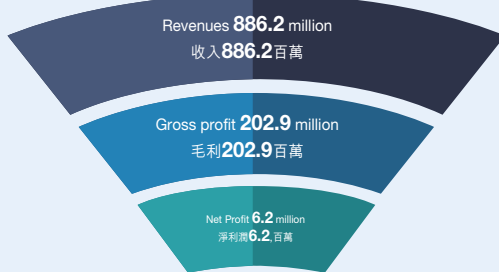 Revenues 886.2 million
收入886.2百萬
Gross profit 202.9 million
毛利202.9百萬
Net Profit 6.2 million
淨利潤6.2,百萬